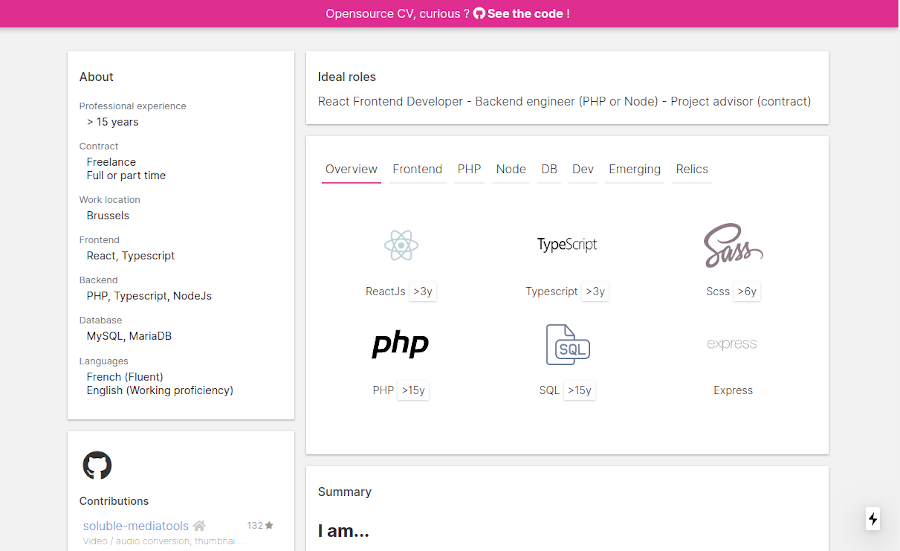 Opensource CV, curious ? See the code !
About
Professional experience
> 15 years
Contract
Freelance
Full or part time
Work location
Brussels
Frontend
React, Typescript
Backend
PHP, Typescript, NodeJs
Database
MySQL, MariaDB
Languages
French (Fluent)
English (Working proficiency)
Contributions
soluble-mediatools 132
Video / audio conversion, thumbnai...
Ideal roles
React Frontend Developer - Backend engineer (PHP or Node) - Project advisor (contract)
Overview Frontend PHP Node DB Dev Emerging Relics
TypeScript Sass
ReactJs >3y Typescript >3y Scss >6y
php SQL express
PHP >15y SQL >15y Express
Summary
I am...